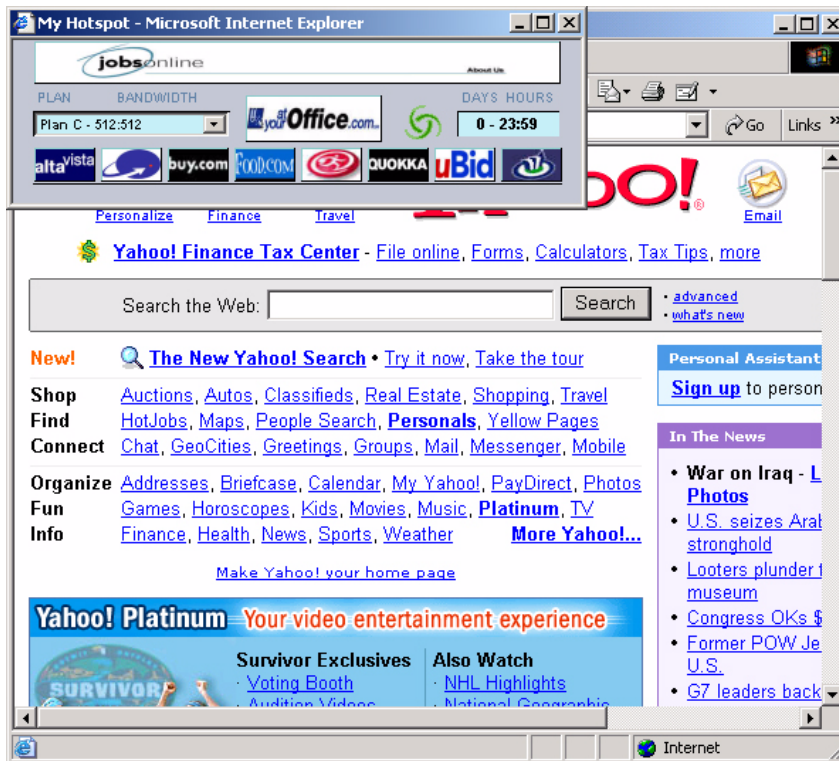 My Hotspot - Microsoft Internet Explorer
jobsonline
About Us
PLAN BANDWIDTH
DAYS HOURS
Plan C - 512:512
yourOffice.com
0 - 23:59
Go
Links »
altavista
buy.com
FOOD.COM
QUOKKA
uBid
Personalize
Finance
Travel
Email
$ Yahoo! Finance Tax Center - File online, Forms, Calculators, Tax Tips, more
Search the Web:
Search
· advanced
· what's new
New! The New Yahoo! Search • Try it now, Take the tour
Shop Auctions, Autos, Classifieds, Real Estate, Shopping, Travel
Find HotJobs, Maps, People Search, Personals, Yellow Pages
Connect Chat, GeoCities, Greetings, Groups, Mail, Messenger, Mobile
Organize Addresses, Briefcase, Calendar, My Yahoo!, PayDirect, Photos
Fun Games, Horoscopes, Kids, Movies, Music, Platinum, TV
Info Finance, Health, News, Sports, Weather More Yahoo!...
Make Yahoo! your home page
Personal Assistant
Sign up to person
In The News
• War on Iraq - L
Photos
• U.S. seizes Arab
stronghold
• Looters plunder
museum
• Congress OKs $
• Former POW Je
U.S.
• G7 leaders back
Yahoo! Platinum Your video entertainment experience
SURVIVOR
Survivor Exclusives
· Voting Booth
· Audition Videos
Also Watch
· NHL Highlights
· National Geographic
Internet